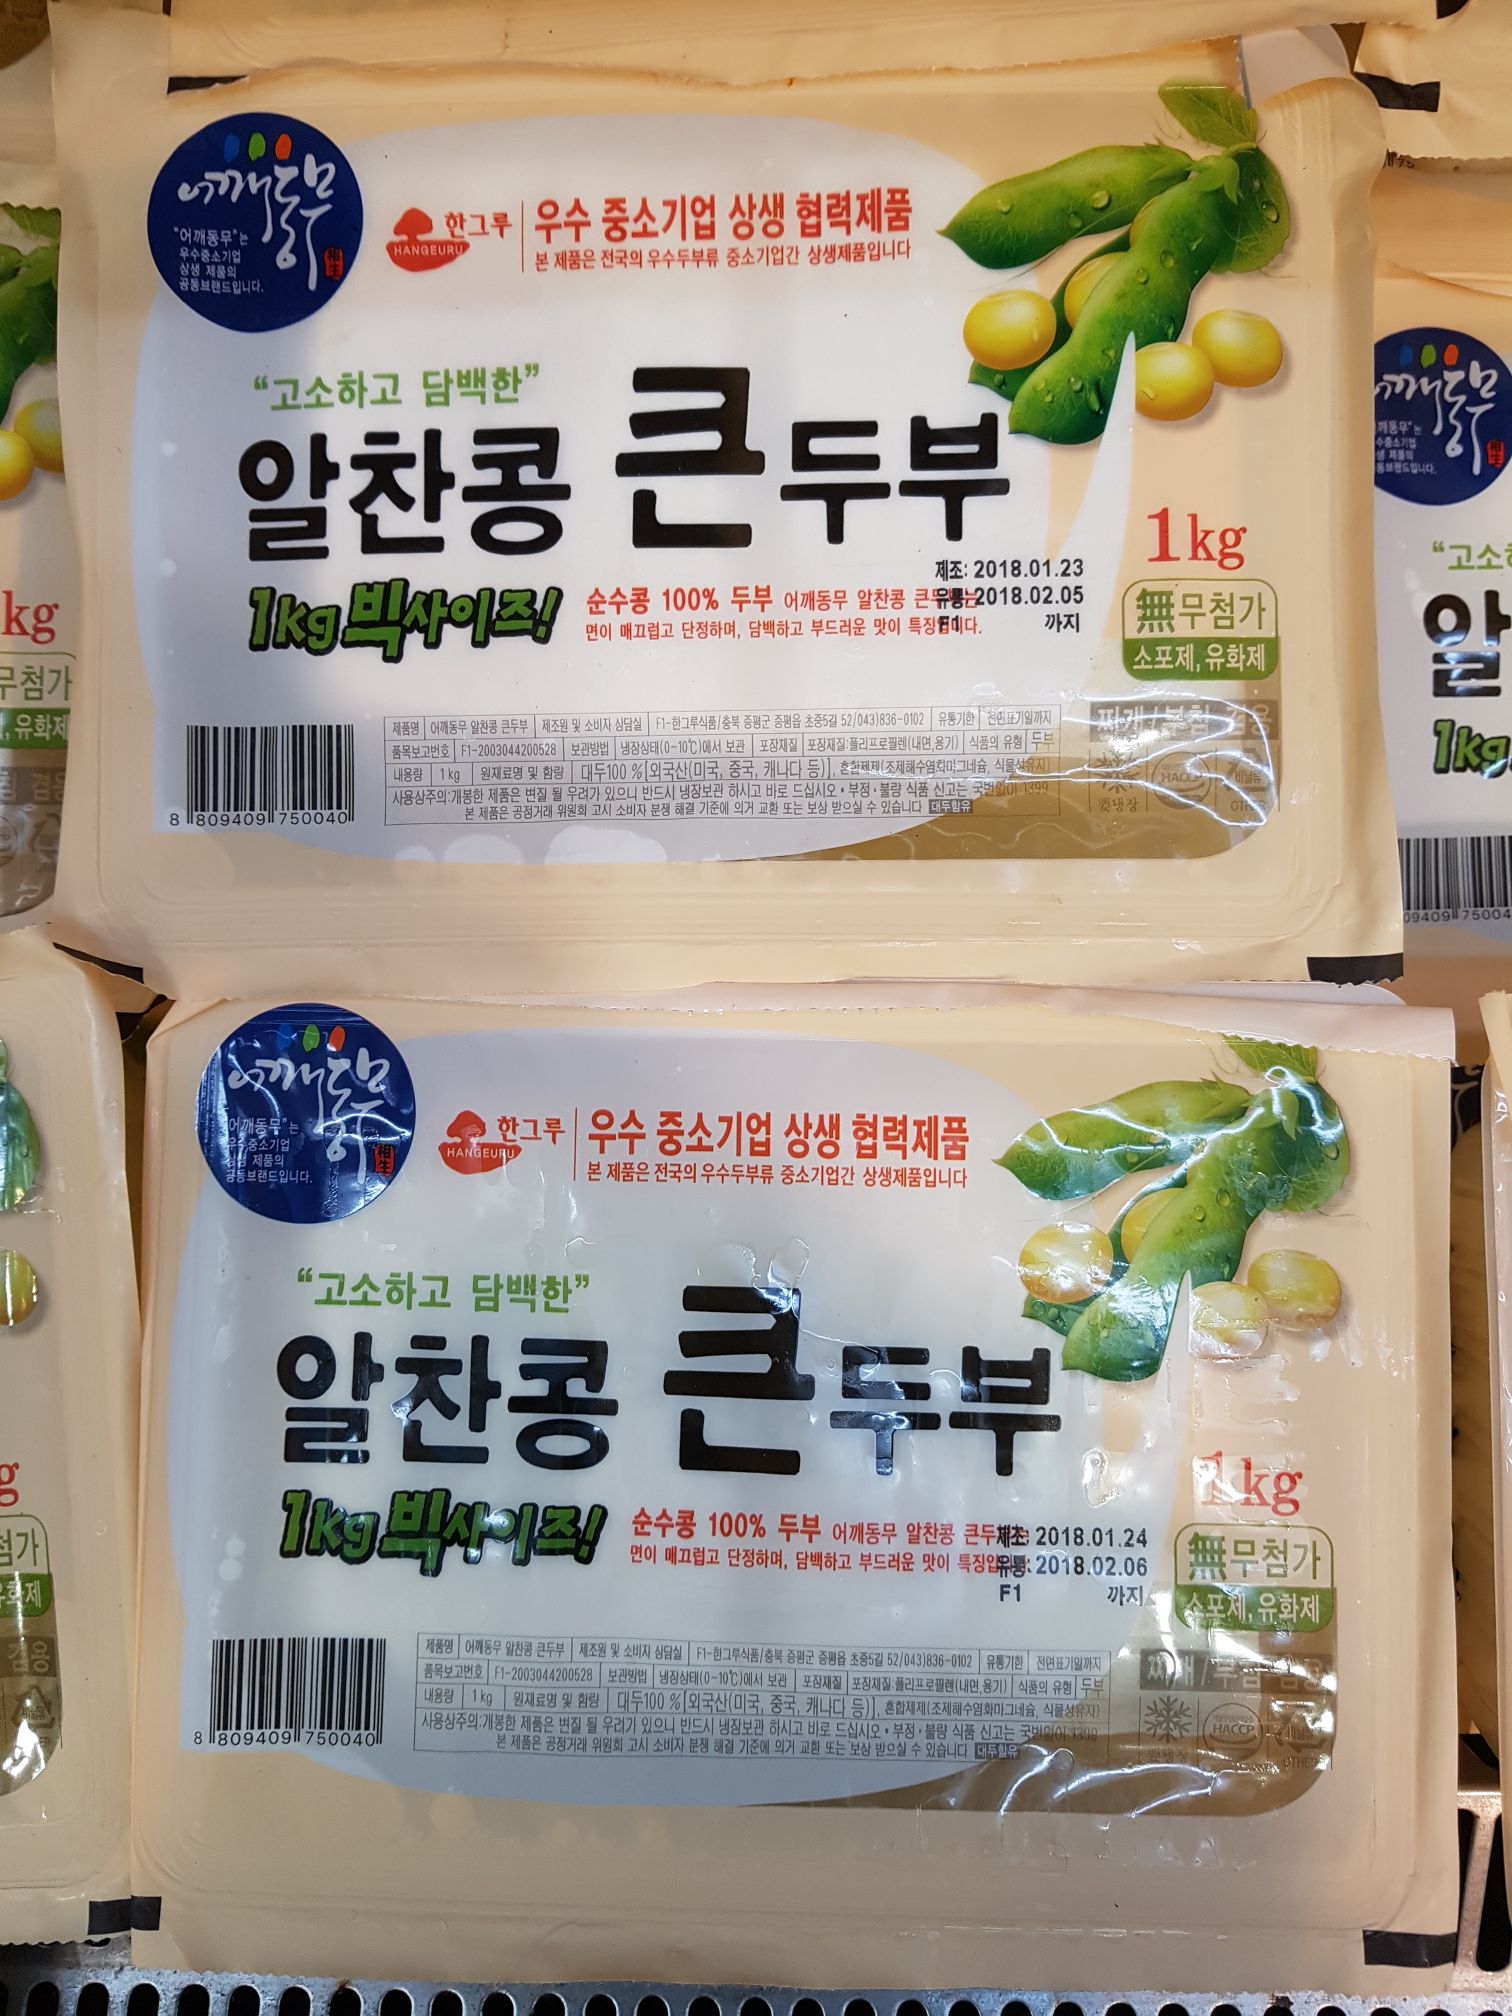 어깨동무
"어깨동무"는
우수중소기업
상생 제품의
공동브랜드입니다.
相生
한그루
HANGEURU
우수 중소기업 상생 협력제품
본 제품은 전국의 우수두부류 중소기업간 상생제품입니다
"고소하고 담백한"
알찬콩 큰두부
1kg 빅사이즈!
순수콩 100% 두부 어깨동무 알찬콩
면이 매끄럽고 단정하며, 담백하고 부드러운 맛이 특징입니다.
제조: 2018.01.23
유통: 2018.02.05
F1 까지
1kg
無무첨가
소포제, 유화제
찌개/부침 겸용
HACCP
비닐류
OTHER
제품명 어깨동무 알찬콩 큰두부 제조원 및 소비자 상담실 F1-한그루식품/충북 증평군 증평읍 초중5길 52/043)836-0102 유통기한 전면표기일까지
품목보고번호 F1-2003044200528 보관방법 냉장상태(0~10℃)에서 보관 포장재질 포장재질:폴리프로필렌(내면,용기) 식품의 유형 두부
내용량 1kg 원재료명 및 함량 대두100%[외국산(미국, 중국, 캐나다 등)], 혼합제제(조제해수염화마그네슘, 식물성유지)
사용상주의:개봉한 제품은 변질 될 우려가 있으니 반드시 냉장보관 하시고 바로 드십시오 • 부정·불량 식품 신고는 국번없이 1399
본 제품은 공정거래 위원회 고시 소비자 분쟁 해결 기준에 의거 교환 또는 보상 받으실 수 있습니다 대두함유
8 809409 750040
어깨동무
"어깨동무"는
우수중소기업
상생 제품의
공동브랜드입니다.
相生
한그루
HANGEURU
우수 중소기업 상생 협력제품
본 제품은 전국의 우수두부류 중소기업간 상생제품입니다
"고소하고 담백한"
알찬콩 큰두부
1kg 빅사이즈!
순수콩 100% 두부 어깨동무 알찬콩
면이 매끄럽고 단정하며, 담백하고 부드러운 맛이
제조: 2018.01.24
유통: 2018.02.06
F1 까지
1kg
無무첨가
소포제, 유화제
찌개/부침 겸용
HACCP
제품명 어깨동무 알찬콩 큰두부 제조원 및 소비자 상담실 F1-한그루식품/충북 증평군 증평읍 초중5길 52/043)836-0102 유통기한 전면표기일까지
품목보고번호 F1-2003044200528 보관방법 냉장상태(0~10℃)에서 보관 포장재질 포장재질:폴리프로필렌(내면,용기) 식품의 유형 두부
내용량 1kg 원재료명 및 함량 대두100%[외국산(미국, 중국, 캐나다 등)], 혼합제제(조제해수염화마그네슘, 식물성유지)
사용상주의:개봉한 제품은 변질 될 우려가 있으니 반드시 냉장보관 하시고 바로 드십시오 • 부정·불량 식품 신고는 국번없이 1399
본 제품은 공정거래 위원회 고시 소비자 분쟁 해결 기준에 의거 교환 또는 보상 받으실 수 있습니다 대두함유
8 809409 750040